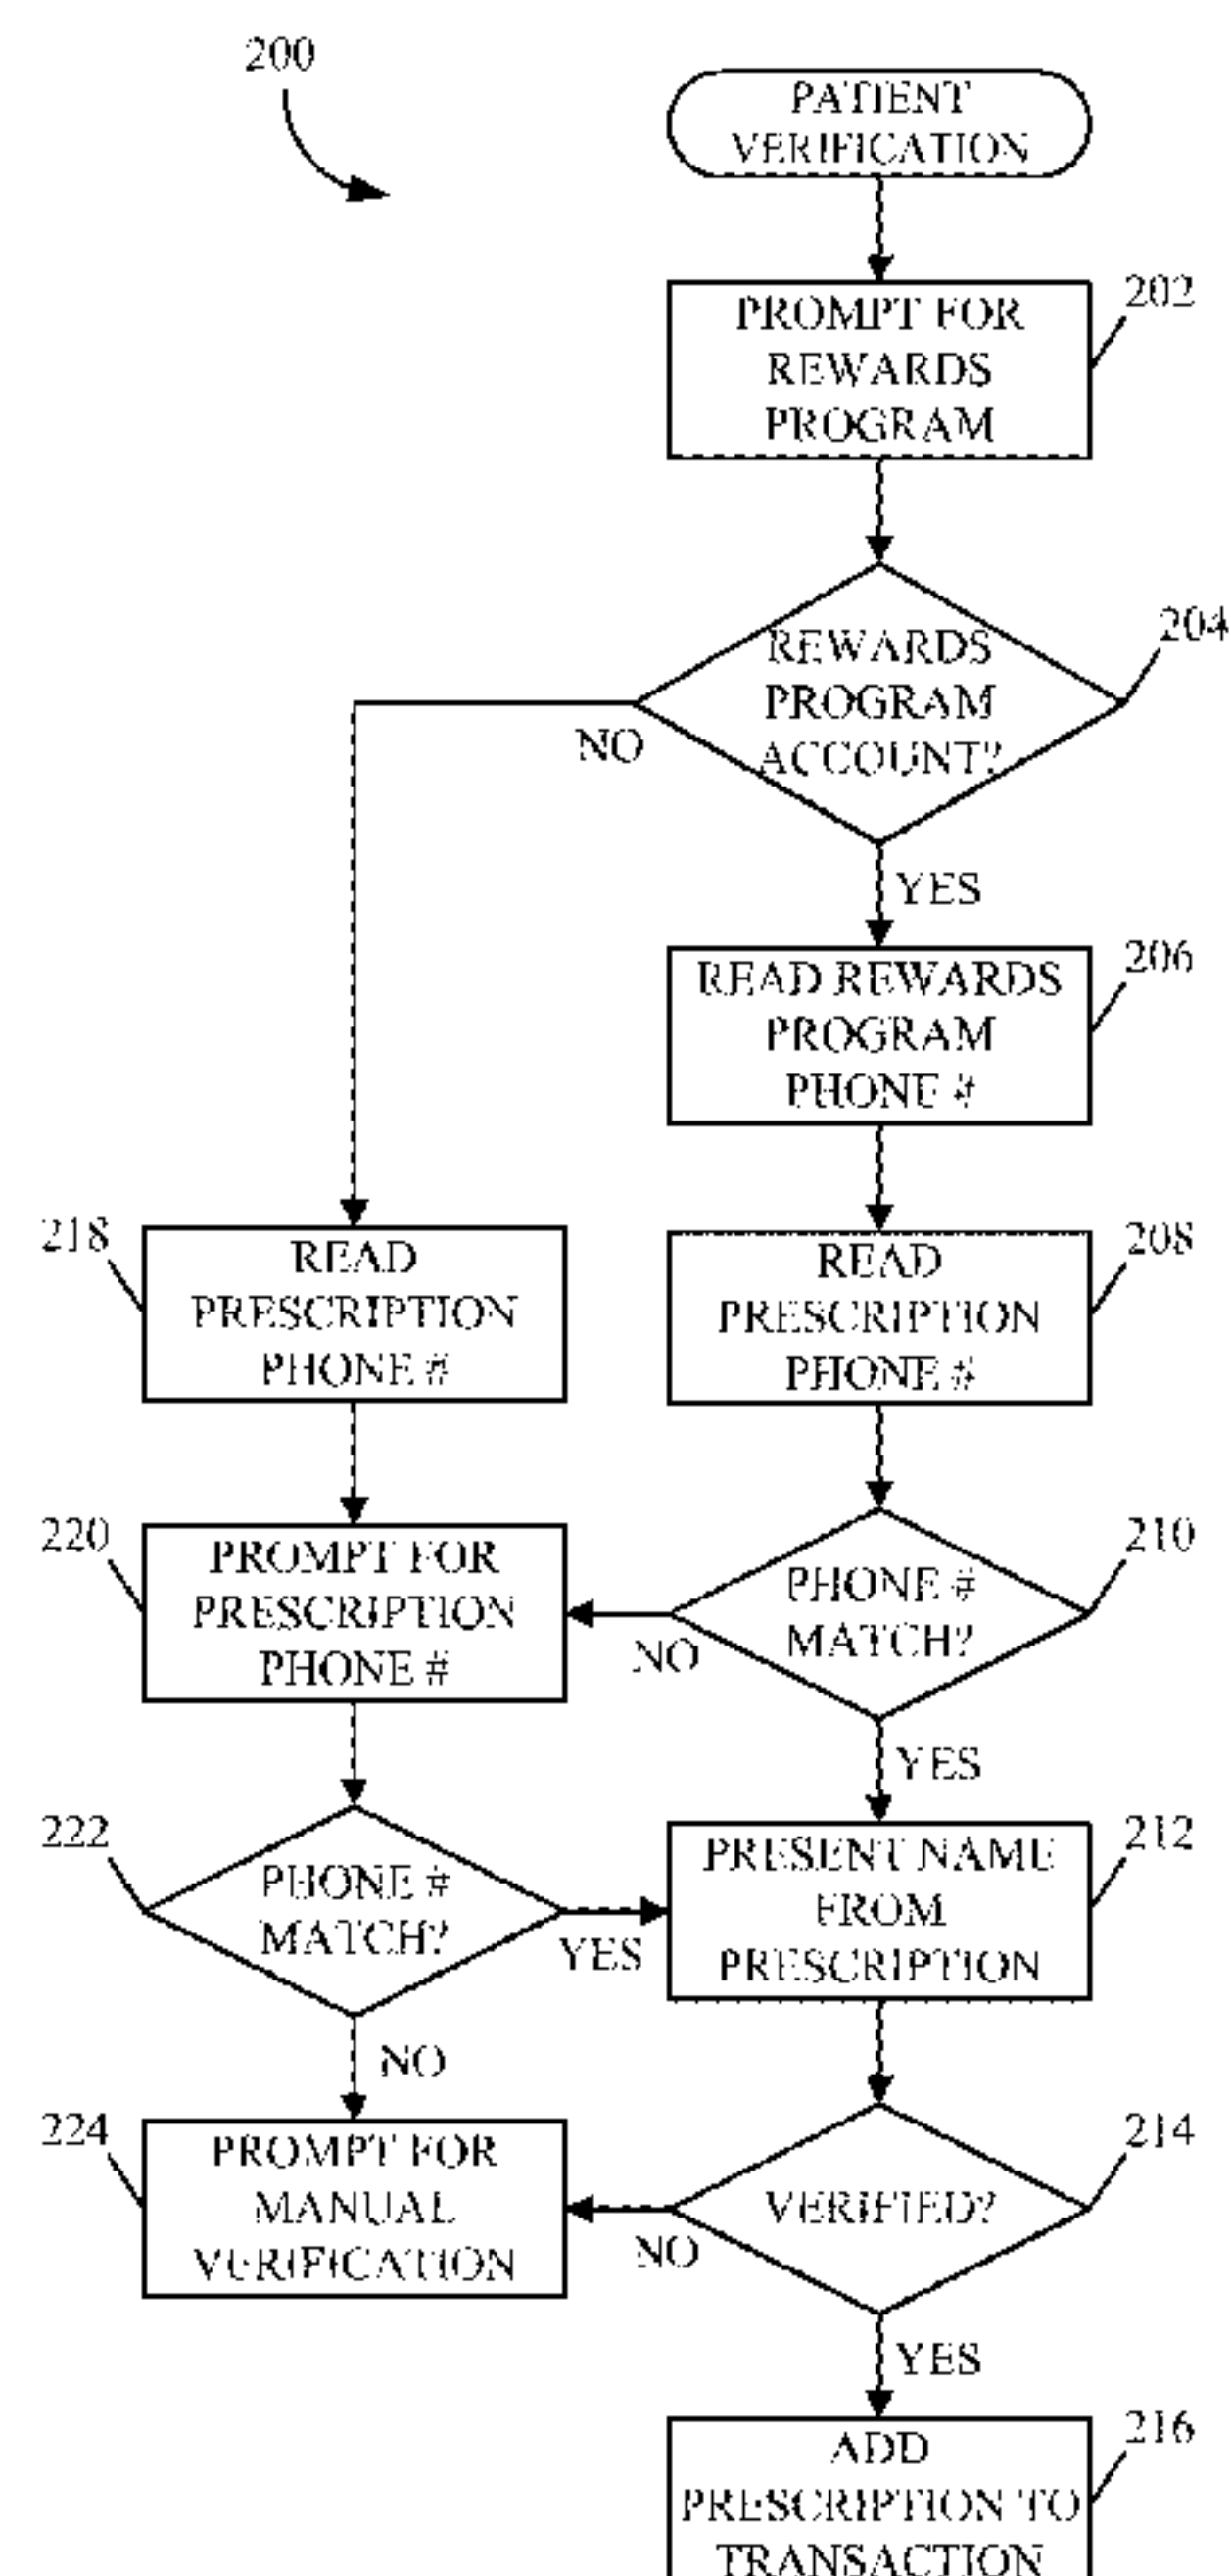 200
PATIENT
VERIFICATION
202
PROMPT FOR
REWARDS
PROGRAM
204
REWARDS
PROGRAM
ACCOUNT?
NO
YES
206
READ REWARDS
PROGRAM
PHONE #
218
READ
PRESCRIPTION
PHONE #
208
READ
PRESCRIPTION
PHONE #
220
PROMPT FOR
PRESCRIPTION
PHONE #
210
PHONE #
MATCH?
NO
YES
222
PHONE #
MATCH?
YES
NO
212
PRESENT NAME
FROM
PRESCRIPTION
224
PROMPT FOR
MANUAL
VERIFICATION
214
VERIFIED?
NO
YES
216
ADD
PRESCRIPTION TO
TRANSACTION